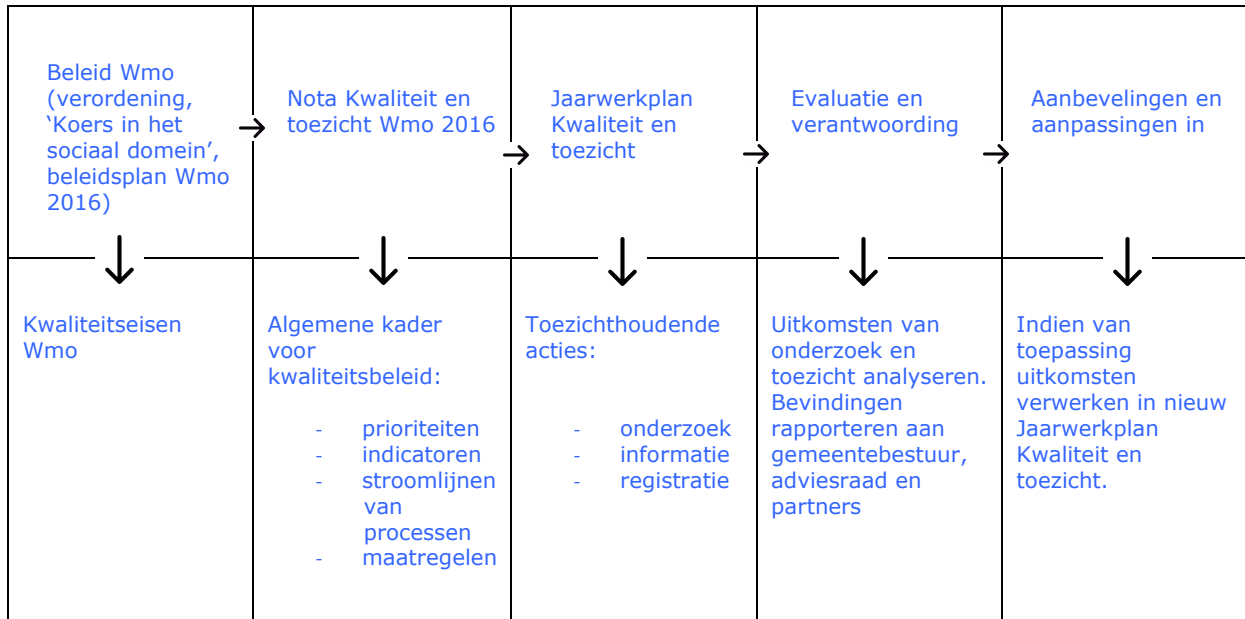 Beleid Wmo
(verordening,
‘Koers in het
sociaal domein’,
beleidsplan Wmo
2016)
Nota Kwaliteit en
toezicht Wmo 2016
Jaarwerkplan
Kwaliteit en
toezicht
Evaluatie en
verantwoording
Aanbevelingen en
aanpassingen in
Kwaliteitseisen
Wmo
Algemene kader
voor
kwaliteitsbeleid:
- prioriteiten
- indicatoren
- stroomlijnen
van
processen
- maatregelen
Toezichthoudende
acties:
- onderzoek
- informatie
- registratie
Uitkomsten van
onderzoek en
toezicht analyseren.
Bevindingen
rapporteren aan
gemeentebestuur,
adviesraad en
partners
Indien van
toepassing
uitkomsten
verwerken in nieuw
Jaarwerkplan
Kwaliteit en
toezicht.